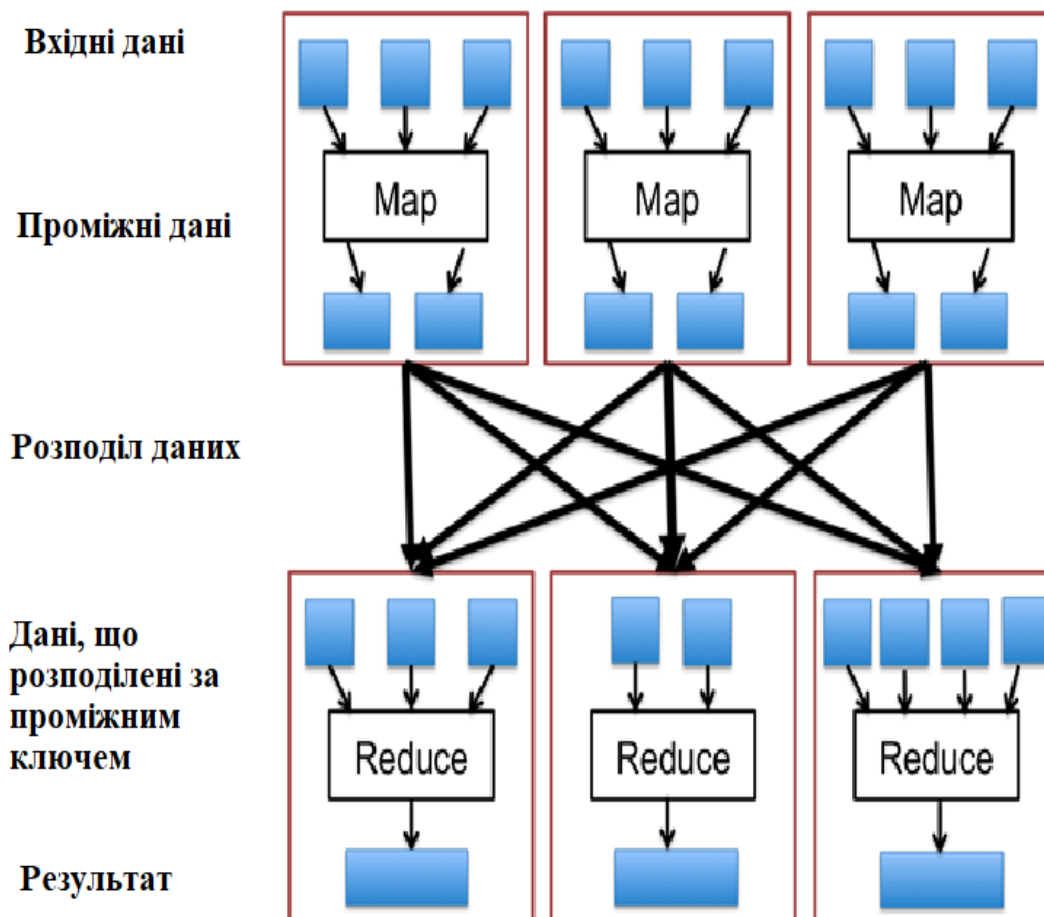 Вхідні дані
Map Map Map
Проміжні дані
Розподіл даних
Дані, що
розподілені за
проміжним
ключем
Reduce Reduce Reduce
Результат